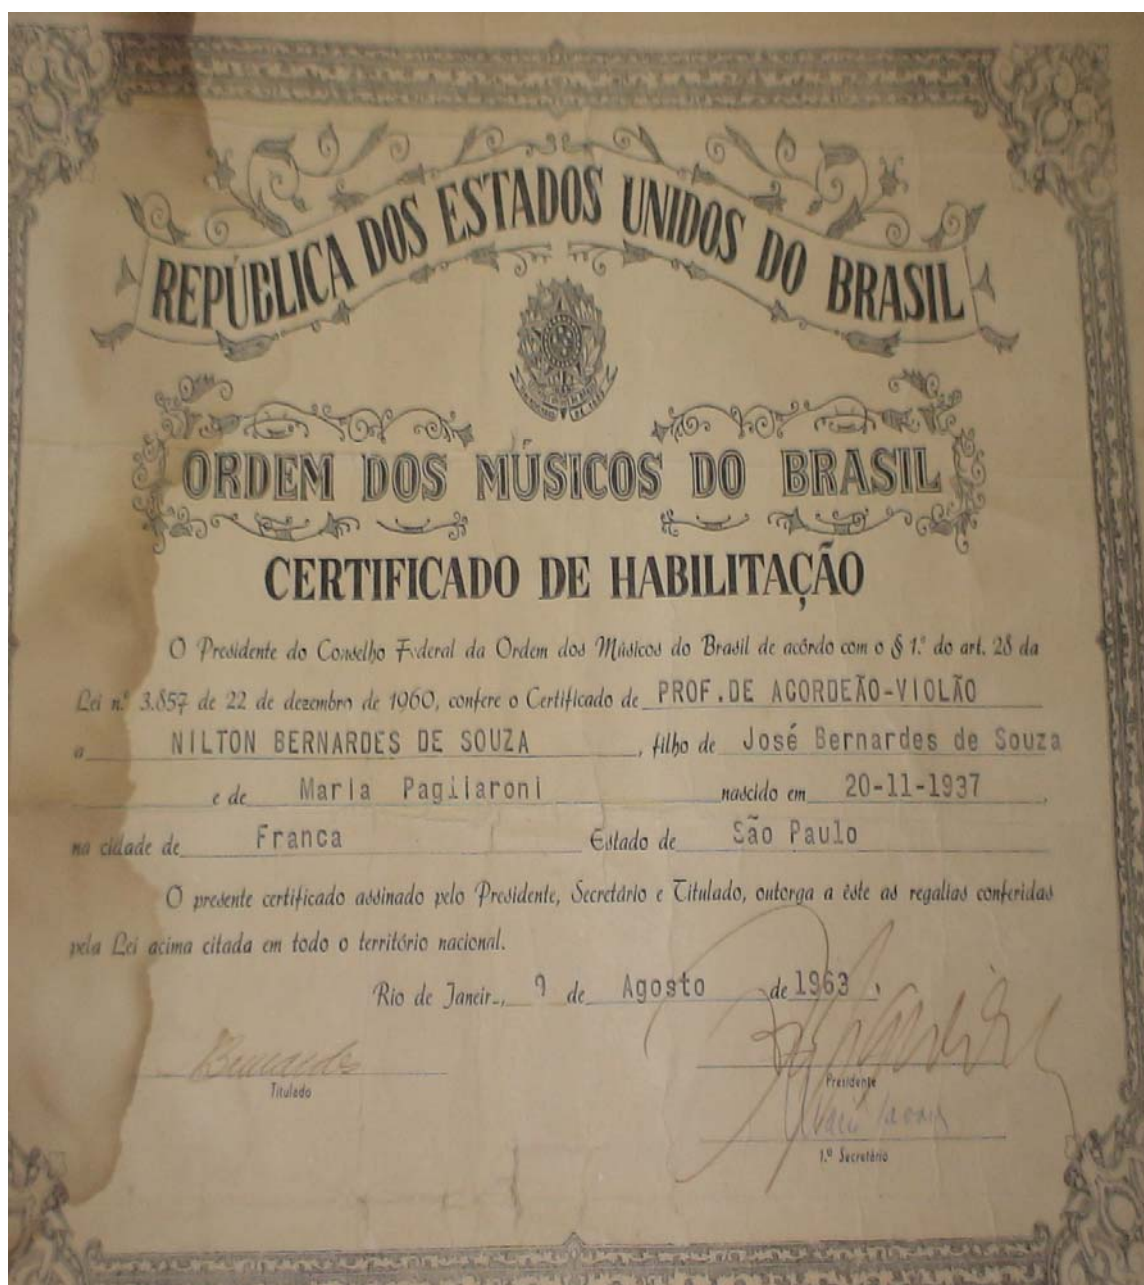 REPÚBLICA DOS ESTADOS UNIDOS DO BRASIL
ORDEM DOS MÚSICOS DO BRASIL
CERTIFICADO DE HABILITAÇÃO
O Presidente do Conselho Federal da Ordem dos Músicos do Brasil de acôrdo com o § 1.º do art. 28 da
Lei n.º 3.857 de 22 de dezembro de 1960, confere o Certificado de PROF.DE ACORDEÃO-VIOLÃO
a NILTON BERNARDES DE SOUZA, filho de José Bernardes de Souza
e de Maria Pagliaroni nascido em 20-11-1937,
na cidade de Franca Estado de São Paulo
O presente certificado assinado pelo Presidente, Secretário e Titulado, outorga a êste as regalias conferidas
pela Lei acima citada em todo o território nacional.
Rio de Janeiro, 9 de Agosto de 1963.
Titulado
Presidente
1.º Secretário